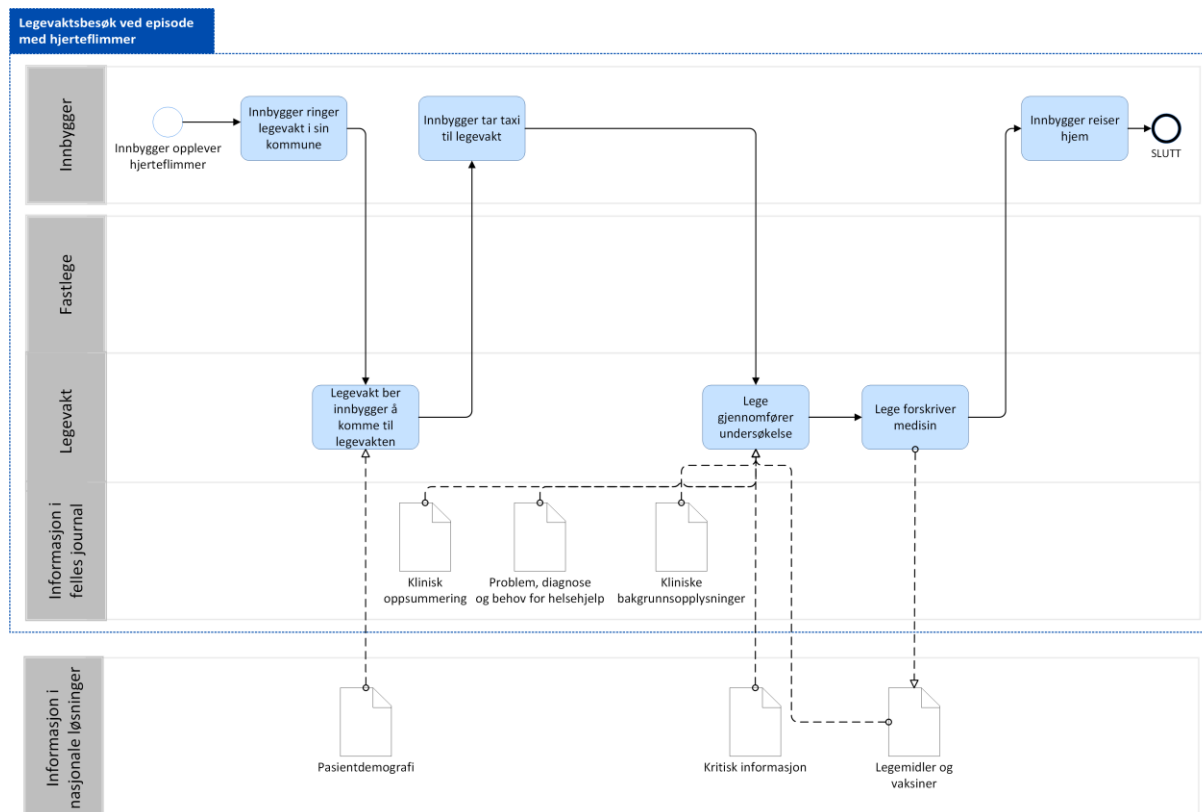 Legevaktsbesøk ved episode
med hjerteflimmer
Innbygger
Innbygger opplever
hjerteflimmer
Innbygger ringer
legevakt i sin
kommune
Innbygger tar taxi
til legevakt
Innbygger reiser
hjem
SLUTT
Fastlege
Legevakt
Legevakt ber
innbygger å
komme til
legevakten
Lege
gjennomfører
undersøkelse
Lege forskriver
medisin
Informasjon i
felles journal
Klinisk
oppsummering
Problem, diagnose
og behov for helsehjelp
Kliniske
bakgrunnsopplysninger
Informasjon i
nasjonale løsninger
Pasientdemografi
Kritisk informasjon
Legemidler og
vaksiner